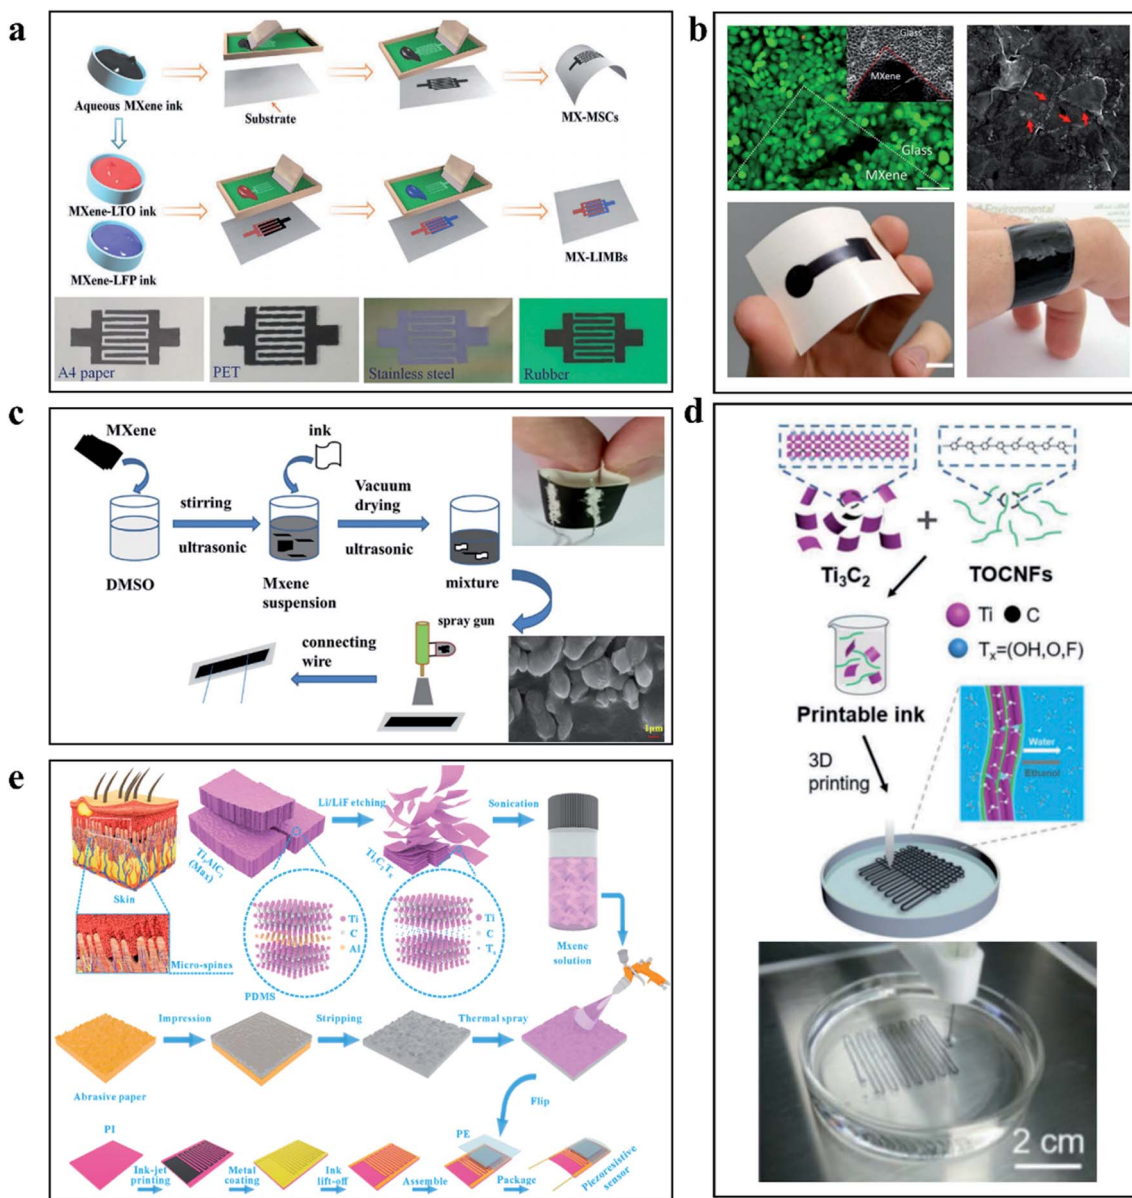 a
Aqueous MXene ink
Substrate
MX-MSCs
MXene-LTO ink
MXene-LFP ink
MX-LIMBs
A4 paper
PET
Stainless steel
Rubber
b
Glass
MXene
Glass
MXene
c
MXene
ink
stirring
ultrasonic
Vacuum
drying
ultrasonic
DMSO
Mxene
suspension
mixture
spray gun
connecting
wire
1μm
d
Ti₃C₂
TOCNFs
Ti
C
Tₓ=(OH,O,F)
Printable ink
3D
printing
Water
Ethanol
2 cm
e
Skin
Micro-spines
Ti₃AlC₂
(Max)
Li/LiF etching
Ti₃C₂Tₓ
Sonication
Ti
C
Al
Ti
C
Tₓ
PDMS
Mxene
solution
Impression
Stripping
Thermal spray
Abrasive paper
Flip
PI
Ink-jet
printing
Metal
coating
Ink
lift-off
Assemble
PE
Package
Piezoresistive
sensor